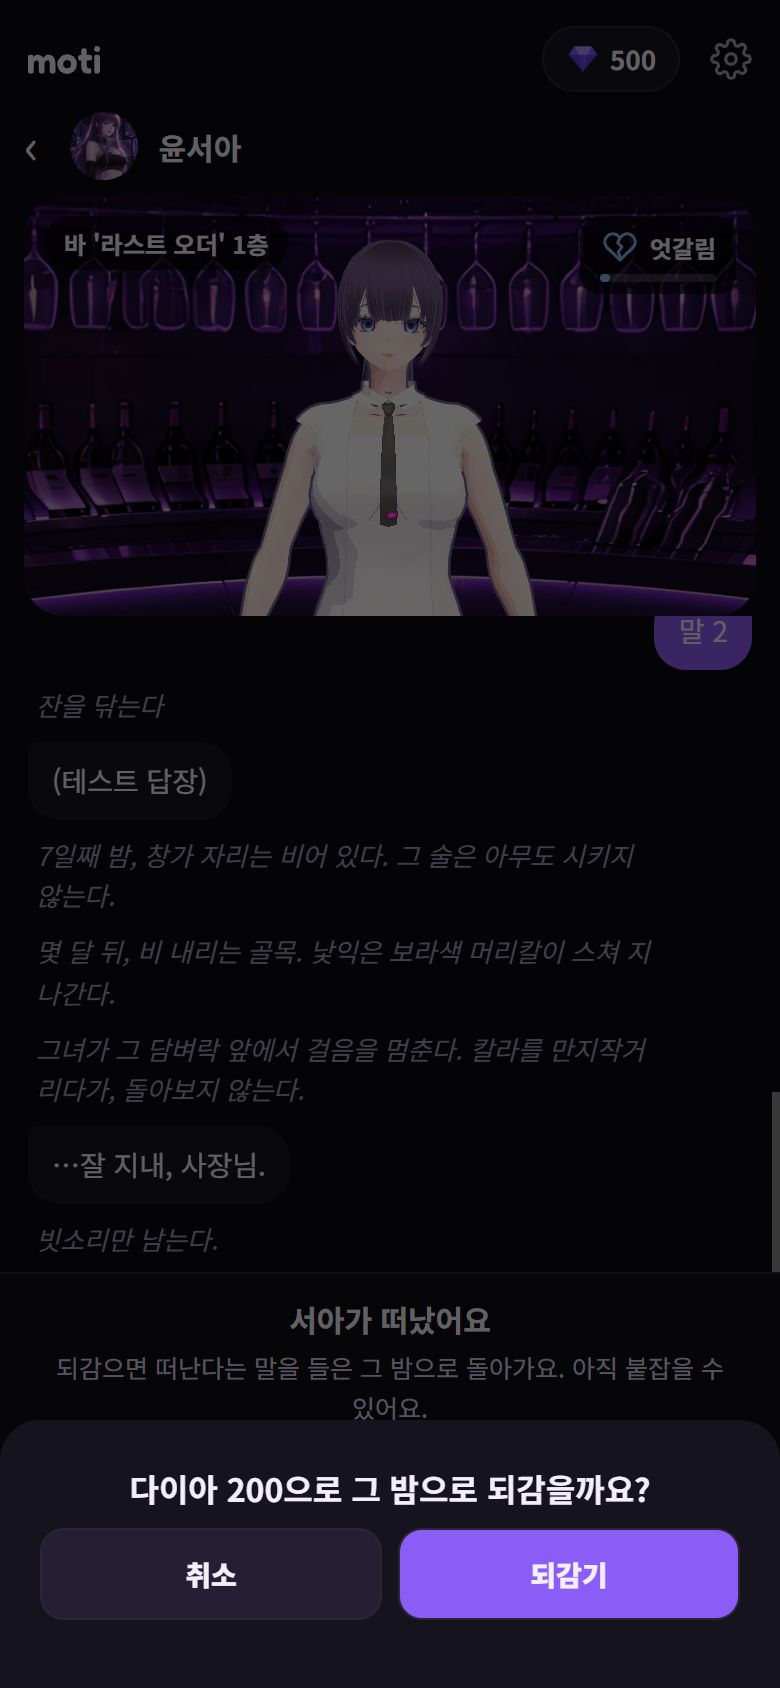 moti
500
윤서아
바 '라스트 오더' 1층
엇갈림
말 2
잔을 닦는다
(테스트 답장)
7일째 밤, 창가 자리는 비어 있다. 그 술은 아무도 시키지
않는다.
몇 달 뒤, 비 내리는 골목. 낯익은 보라색 머리칼이 스쳐 지
나간다.
그녀가 그 담벼락 앞에서 걸음을 멈춘다. 칼라를 만지작거
리다가, 돌아보지 않는다.
…잘 지내, 사장님.
빗소리만 남는다.
서아가 떠났어요
되감으면 떠난다는 말을 들은 그 밤으로 돌아가요. 아직 붙잡을 수
있어요.
다이아 200으로 그 밤으로 되감을까요?
취소
되감기